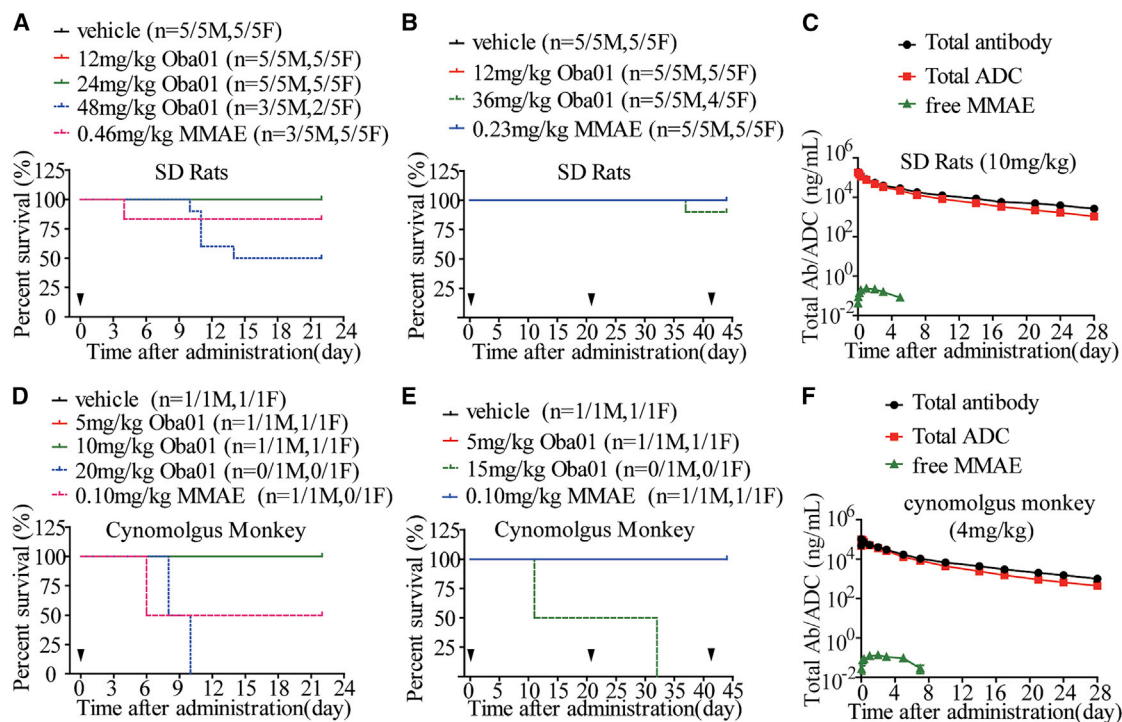 A
vehicle (n=5/5M,5/5F)
12mg/kg Oba01 (n=5/5M,5/5F)
24mg/kg Oba01 (n=5/5M,5/5F)
48mg/kg Oba01 (n=3/5M,2/5F)
0.46mg/kg MMAE (n=3/5M,5/5F)
SD Rats
Percent survival (%)
125
100
75
50
25
0
0 3 6 9 12 15 18 21 24
Time after administration(day)
B
vehicle (n=5/5M,5/5F)
12mg/kg Oba01 (n=5/5M,5/5F)
36mg/kg Oba01 (n=5/5M,4/5F)
0.23mg/kg MMAE (n=5/5M,5/5F)
SD Rats
Percent survival (%)
125
100
75
50
25
0 5 10 15 20 25 30 35 40 45
Time after administration(day)
C
Total antibody
Total ADC
free MMAE
SD Rats (10mg/kg)
Total Ab/ADC (ng/mL)
10^6
10^4
10^2
10^0
10^-2
0 4 8 12 16 20 24 28
Time after administration (day)
D
vehicle (n=1/1M,1/1F)
5mg/kg Oba01 (n=1/1M,1/1F)
10mg/kg Oba01 (n=1/1M,1/1F)
20mg/kg Oba01 (n=0/1M,0/1F)
0.10mg/kg MMAE (n=1/1M,0/1F)
Cynomolgus Monkey
Percent survival (%)
125
100
75
50
25
0
0 3 6 9 12 15 18 21 24
Time after administration(day)
E
vehicle (n=1/1M,1/1F)
5mg/kg Oba01 (n=1/1M,1/1F)
15mg/kg Oba01 (n=0/1M,0/1F)
0.10mg/kg MMAE (n=1/1M,1/1F)
Cynomolgus Monkey
Percent survival (%)
125
100
75
50
25
0 5 10 15 20 25 30 35 40 45
Time after administration(day)
F
Total antibody
Total ADC
free MMAE
cynomolgus monkey
(4mg/kg)
Total Ab/ADC (ng/mL)
10^6
10^4
10^2
10^0
10^-2
0 4 8 12 16 20 24 28
Time after administration (day)